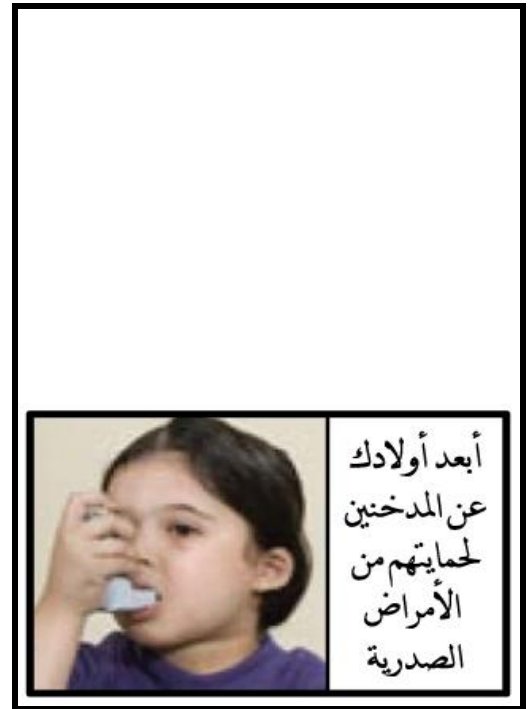 أبعد أولادك
عن المدخنين
لحمايتهم من
الأمراض
الصدرية